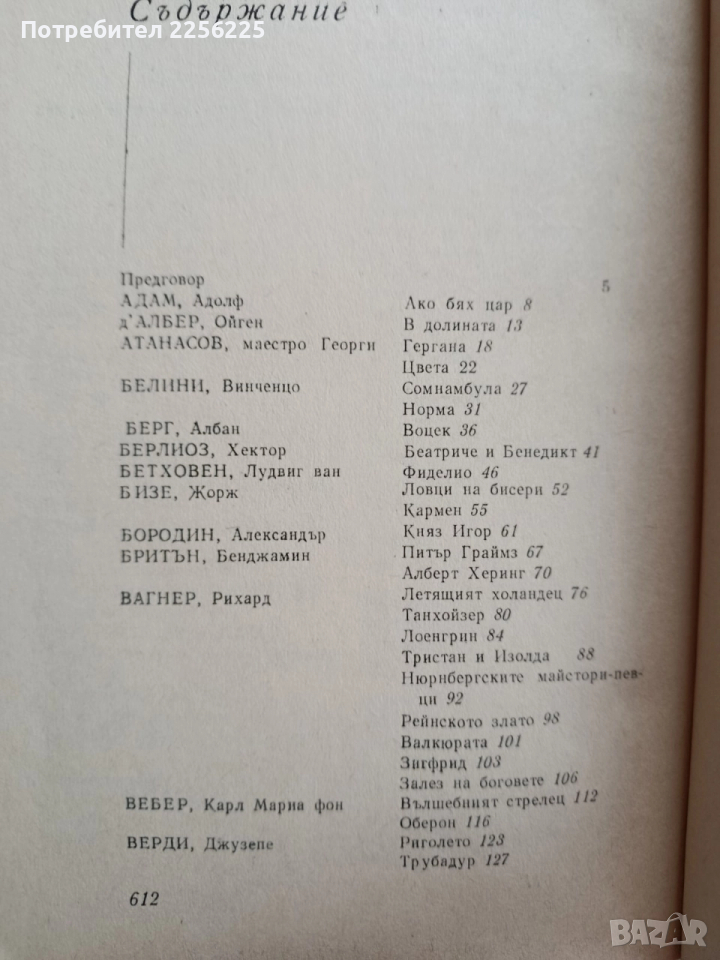 Съдържание
Потребител 2256225
Предговор 5
АДАМ, Адолф Ако бях цар 8
д'АЛБЕР, Ойген В долината 13
АТАНАСОВ, маестро Георги Гергана 18
Цвета 22
БЕЛИНИ, Винченцо Сомнамбула 27
Норма 31
БЕРГ, Албан Воцек 36
БЕРЛИОЗ, Хектор Беатриче и Бенедикт 41
БЕТХОВЕН, Лудвиг ван Фиделио 46
БИЗЕ, Жорж Ловци на бисери 52
Кармен 55
БОРОДИН, Александър Княз Игор 61
БРИТЪН, Бенджамин Питър Граймз 67
Алберт Херинг 70
ВАГНЕР, Рихард Летящият холандец 76
Танхойзер 80
Лоенгрин 84
Тристан и Изолда 88
Нюрнбергските майстори-пев-
ци 92
Рейнското злато 98
Валкюрата 101
Зигфрид 103
Залез на боговете 106
ВЕБЕР, Карл Мариа фон Вълшебният стрелец 112
Оберон 116
ВЕРДИ, Джузепе Риголето 123
Трубадур 127
612
BAZAR